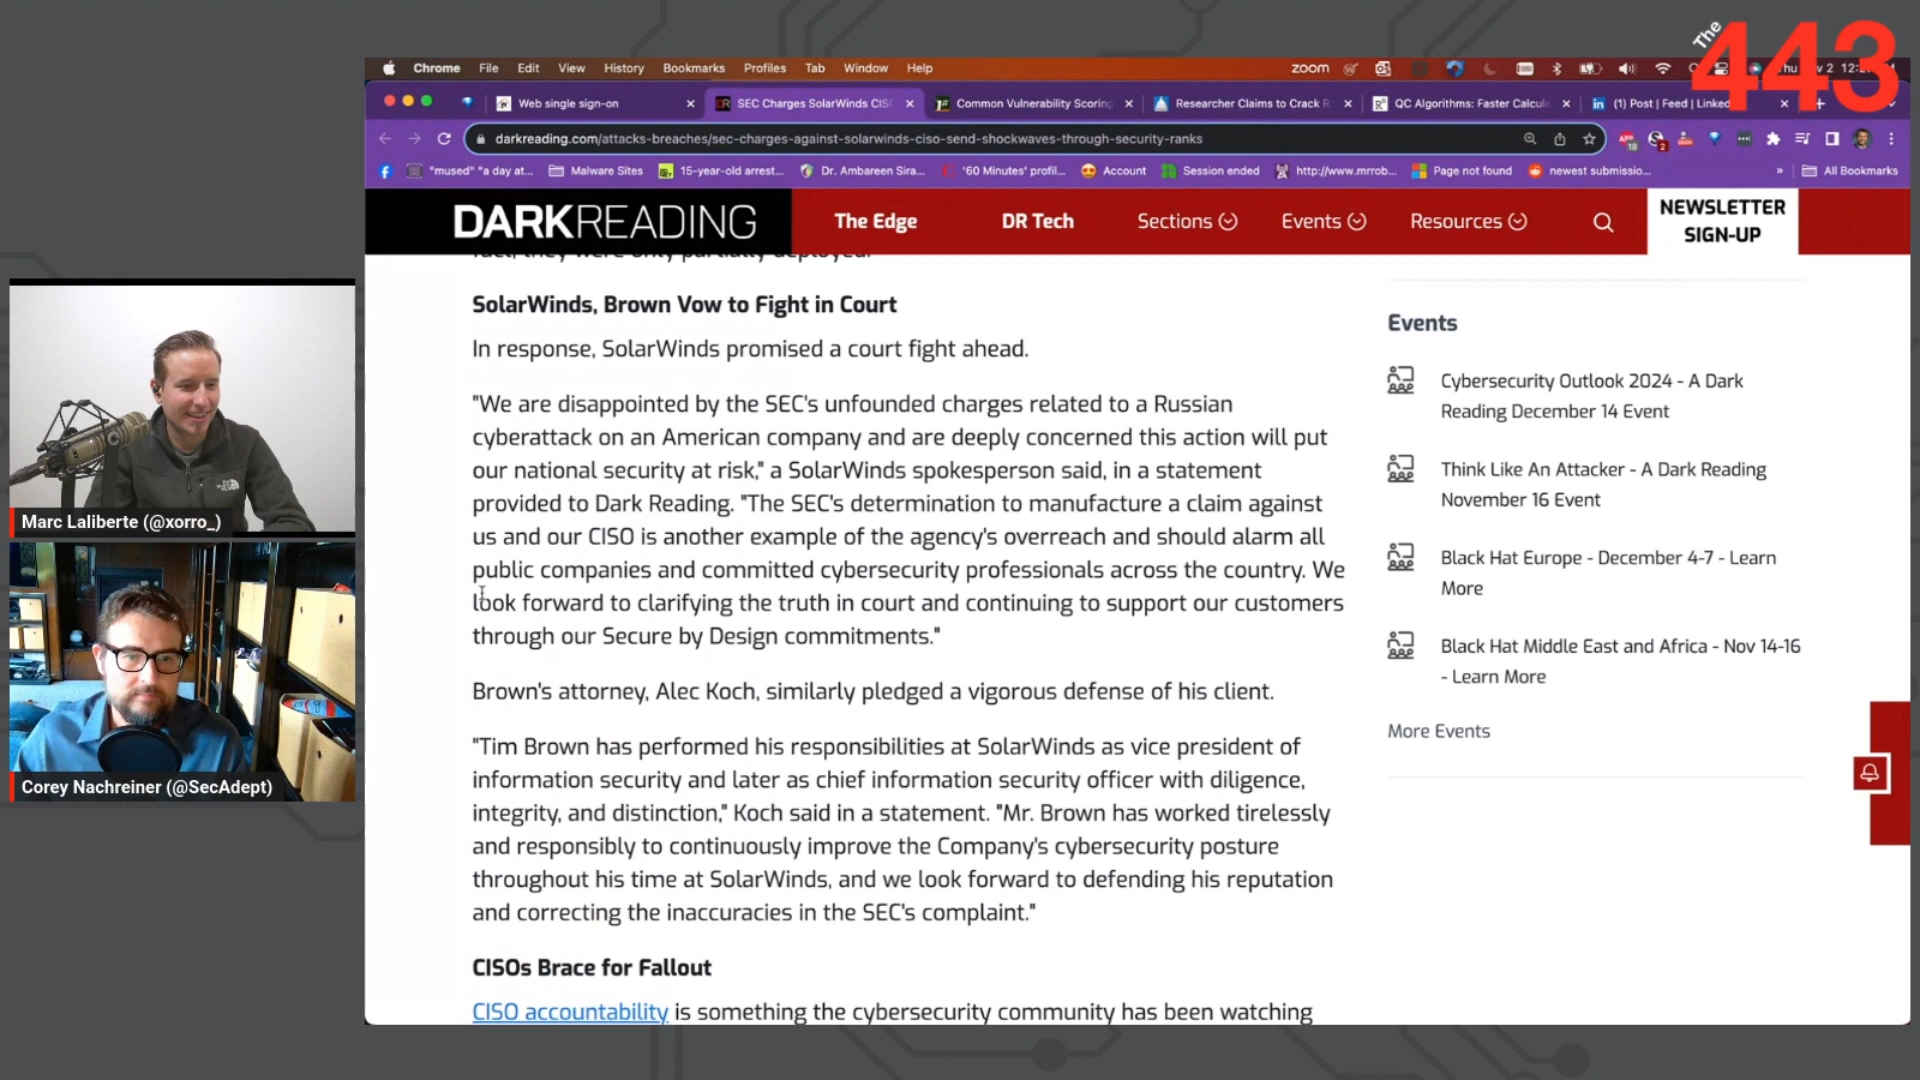 The
443
Chrome File Edit View History Bookmarks Profiles Tab Window Help
zoom
Web single sign-on
SEC Charges SolarWinds CISO
Common Vulnerability Scoring
Researcher Claims to Crack R
QC Algorithms: Faster Calcula
(1) Post | Feed | Linked
darkreading.com/attacks-breaches/sec-charges-against-solarwinds-ciso-send-shockwaves-through-security-ranks
"mused" "a day at...
Malware Sites
15-year-old arrest...
Dr. Ambareen Sira...
'60 Minutes' profil...
Account
Session ended
http://www.mrrob...
Page not found
newest submissio...
»
All Bookmarks
DARKREADING
The Edge
DR Tech
Sections
Events
Resources
NEWSLETTER
SIGN-UP
fact, they were only partially deployed.
SolarWinds, Brown Vow to Fight in Court
In response, SolarWinds promised a court fight ahead.
"We are disappointed by the SEC's unfounded charges related to a Russian
cyberattack on an American company and are deeply concerned this action will put
our national security at risk," a SolarWinds spokesperson said, in a statement
provided to Dark Reading. "The SEC's determination to manufacture a claim against
us and our CISO is another example of the agency's overreach and should alarm all
public companies and committed cybersecurity professionals across the country. We
look forward to clarifying the truth in court and continuing to support our customers
through our Secure by Design commitments."
Brown's attorney, Alec Koch, similarly pledged a vigorous defense of his client.
"Tim Brown has performed his responsibilities at SolarWinds as vice president of
information security and later as chief information security officer with diligence,
integrity, and distinction," Koch said in a statement. "Mr. Brown has worked tirelessly
and responsibly to continuously improve the Company's cybersecurity posture
throughout his time at SolarWinds, and we look forward to defending his reputation
and correcting the inaccuracies in the SEC's complaint."
CISOs Brace for Fallout
CISO accountability is something the cybersecurity community has been watching
Events
Cybersecurity Outlook 2024 - A Dark
Reading December 14 Event
Think Like An Attacker - A Dark Reading
November 16 Event
Black Hat Europe - December 4-7 - Learn
More
Black Hat Middle East and Africa - Nov 14-16
- Learn More
More Events
Marc Laliberte (@xorro_)
Corey Nachreiner (@SecAdept)